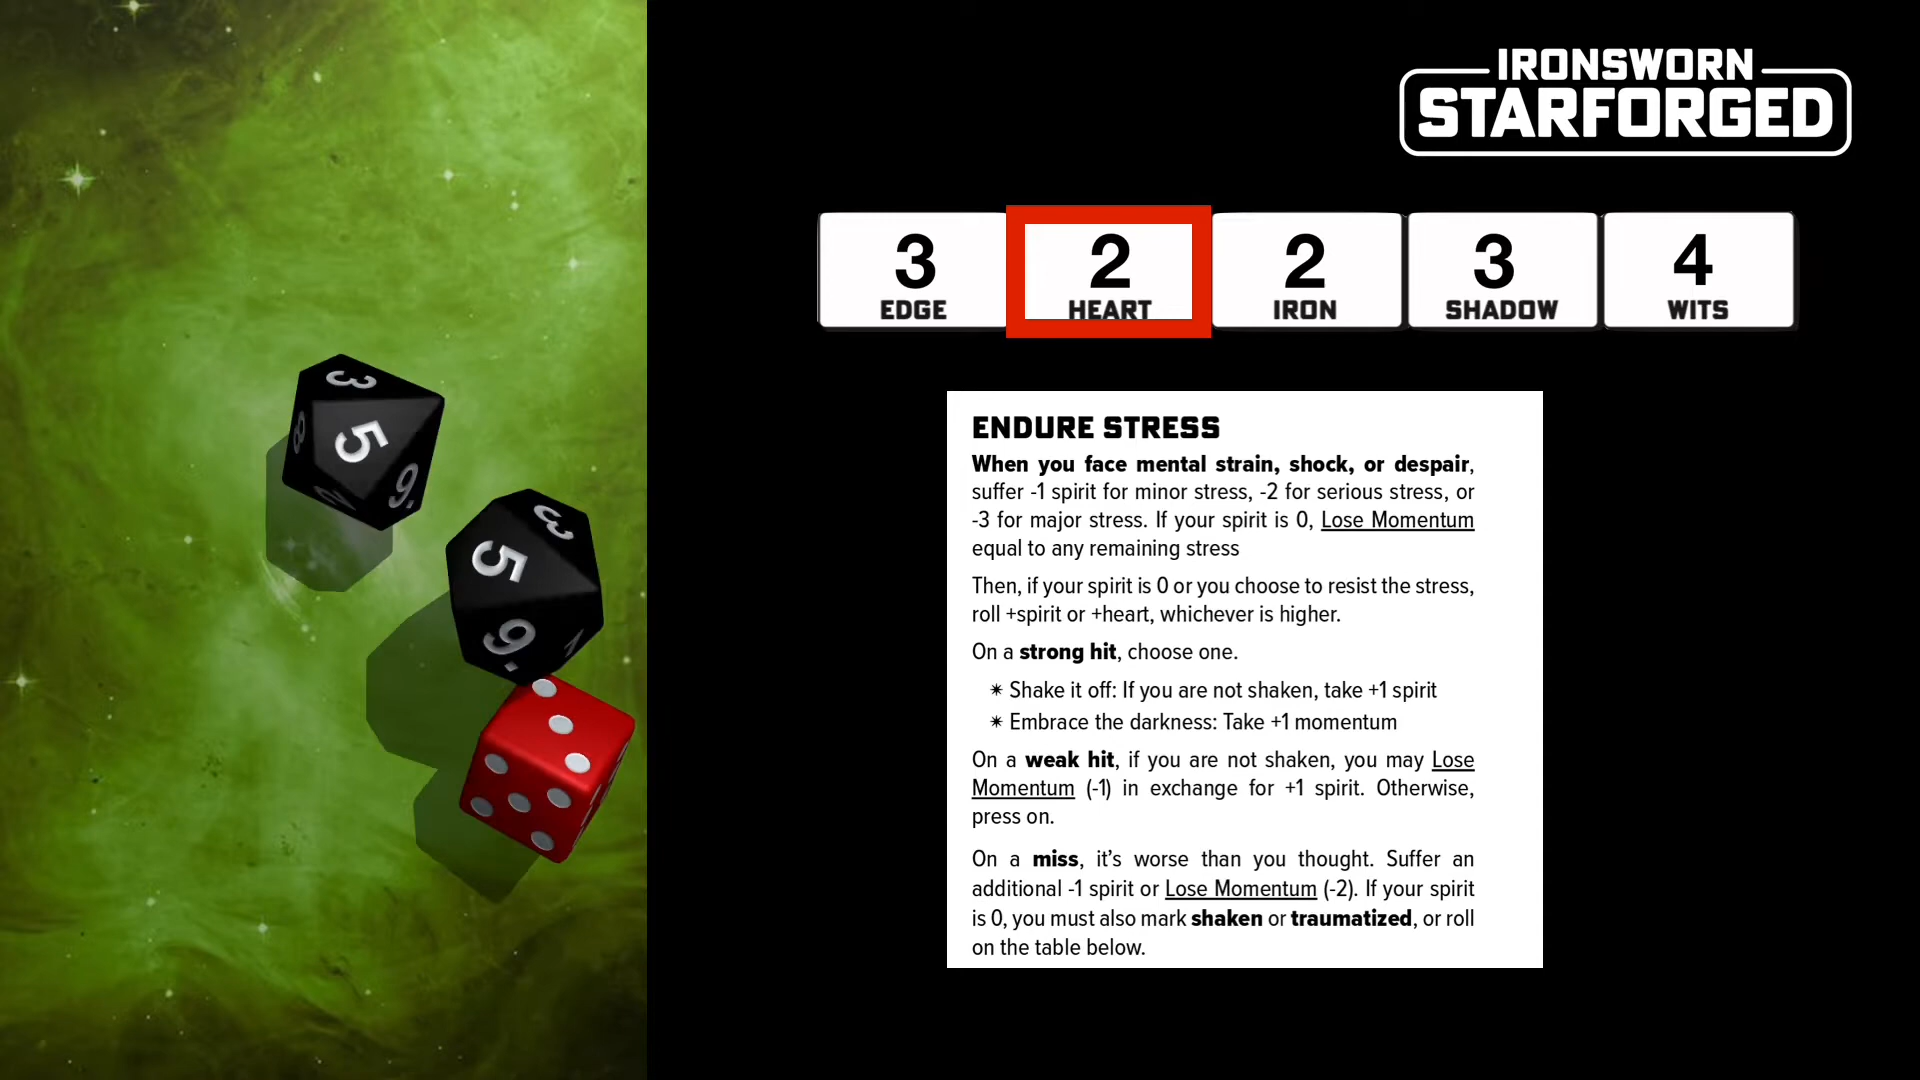 IRONSWORN
STARFORGED
3 2 2 3 4
EDGE HEART IRON SHADOW WITS
3
5
8
9.
3
5
9.
ENDURE STRESS
When you face mental strain, shock, or despair,
suffer -1 spirit for minor stress, -2 for serious stress, or
-3 for major stress. If your spirit is 0, Lose Momentum
equal to any remaining stress
Then, if your spirit is 0 or you choose to resist the stress,
roll +spirit or +heart, whichever is higher.
On a strong hit, choose one.
✴ Shake it off: If you are not shaken, take +1 spirit
✴ Embrace the darkness: Take +1 momentum
On a weak hit, if you are not shaken, you may Lose
Momentum (-1) in exchange for +1 spirit. Otherwise,
press on.
On a miss, it’s worse than you thought. Suffer an
additional -1 spirit or Lose Momentum (-2). If your spirit
is 0, you must also mark shaken or traumatized, or roll
on the table below.